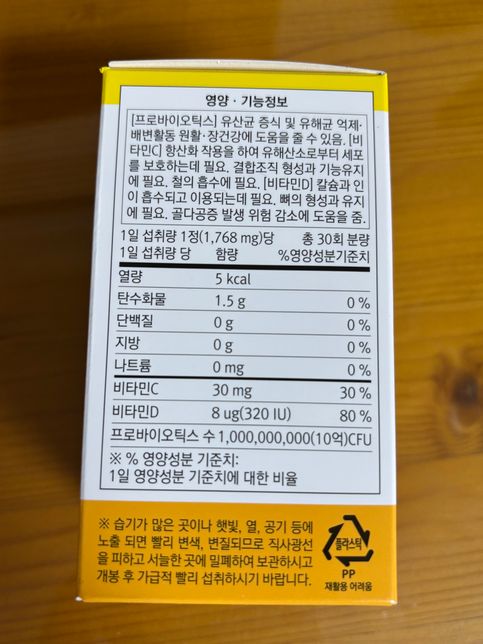 영양 · 기능정보
[프로바이오틱스] 유산균 증식 및 유해균 억제·
배변활동 원활·장건강에 도움을 줄 수 있음. [비
타민C] 항산화 작용을 하여 유해산소로부터 세포
를 보호하는데 필요. 결합조직 형성과 기능유지
에 필요. 철의 흡수에 필요. [비타민D] 칼슘과 인
이 흡수되고 이용되는데 필요. 뼈의 형성과 유지
에 필요. 골다공증 발생 위험 감소에 도움을 줌.
1일 섭취량 1정(1,768 mg)당 총 30회 분량
1일 섭취량 당 함량 %영양성분기준치
열량 5 kcal
탄수화물 1.5 g 0 %
단백질 0 g 0 %
지방 0 g 0 %
나트륨 0 mg 0 %
비타민C 30 mg 30 %
비타민D 8 ug(320 IU) 80 %
프로바이오틱스 수 1,000,000,000(10억)CFU
※ % 영양성분 기준치:
1일 영양성분 기준치에 대한 비율
※ 습기가 많은 곳이나 햇빛, 열, 공기 등에
노출 되면 빨리 변색, 변질되므로 직사광선
을 피하고 서늘한 곳에 밀폐하여 보관하시고
개봉 후 가급적 빨리 섭취하시기 바랍니다.
플라스틱
PP
재활용 어려움